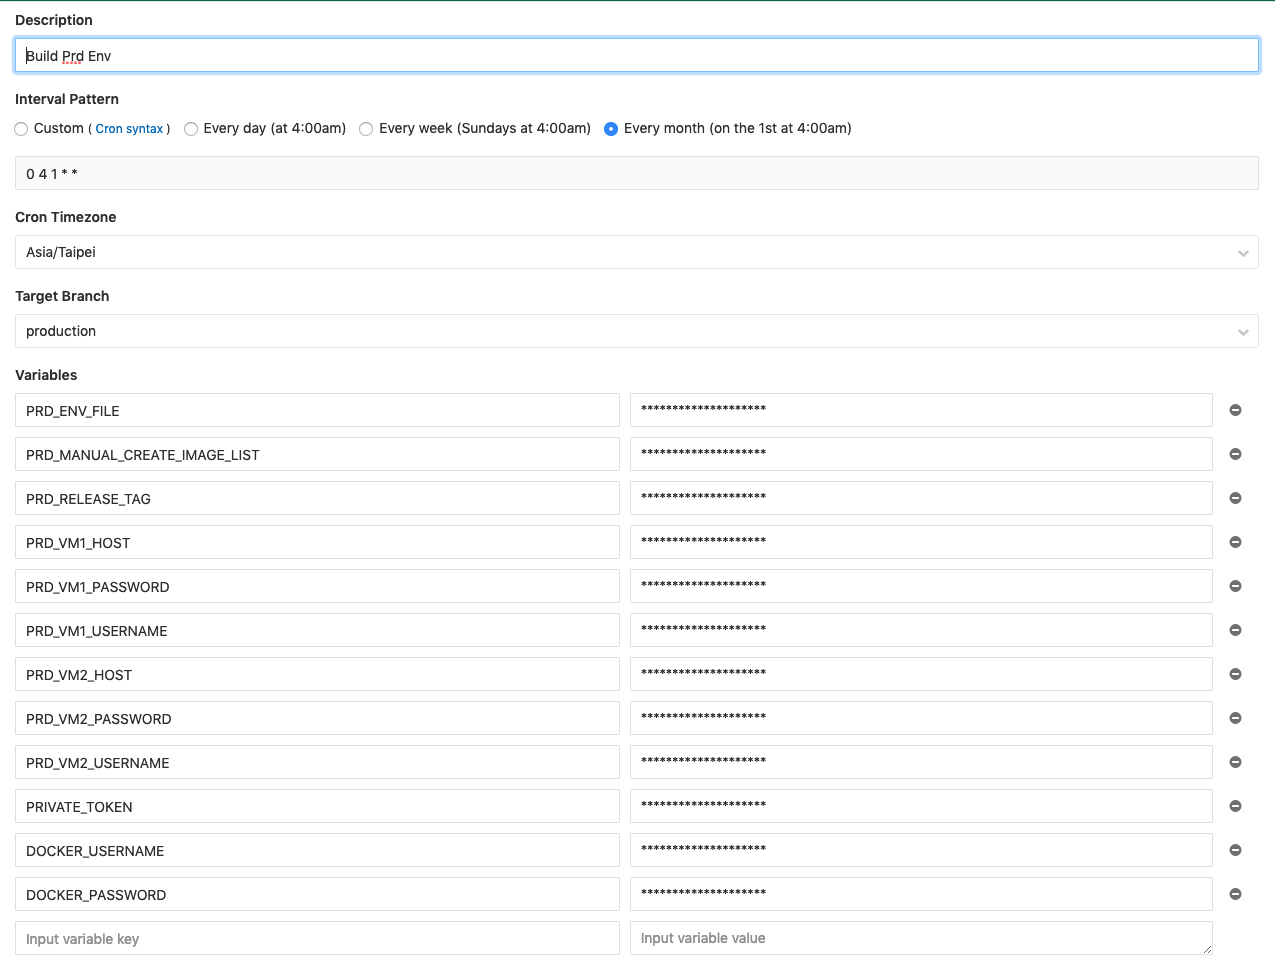 Description
Build Prd Env
Interval Pattern
Custom ( Cron syntax ) Every day (at 4:00am) Every week (Sundays at 4:00am) Every month (on the 1st at 4:00am)
0 4 1 * *
Cron Timezone
Asia/Taipei
Target Branch
production
Variables
PRD_ENV_FILE ********************
PRD_MANUAL_CREATE_IMAGE_LIST ********************
PRD_RELEASE_TAG ********************
PRD_VM1_HOST ********************
PRD_VM1_PASSWORD ********************
PRD_VM1_USERNAME ********************
PRD_VM2_HOST ********************
PRD_VM2_PASSWORD ********************
PRD_VM2_USERNAME ********************
PRIVATE_TOKEN ********************
DOCKER_USERNAME ********************
DOCKER_PASSWORD ********************
Input variable key Input variable value